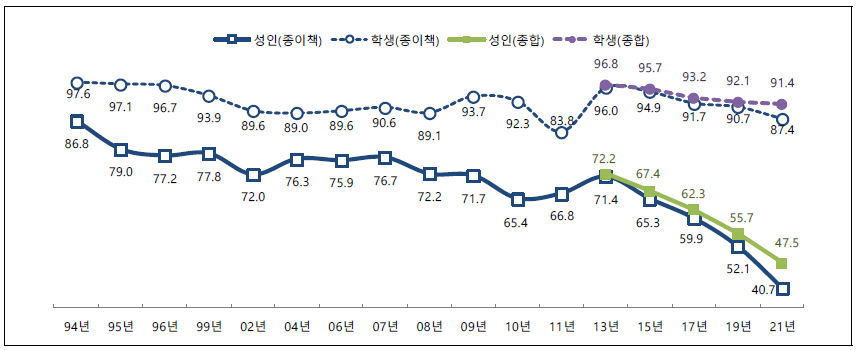 성인(종이책) 학생(종이책) 성인(종합) 학생(종합)
96.8 95.7 93.2 92.1 91.4
97.6 97.1 96.7 93.9 89.6 89.0 89.6 90.6 89.1 93.7 92.3 83.8 96.0 94.9 91.7 90.7 87.4
72.2 67.4 62.3 55.7 47.5
86.8 79.0 77.2 77.8 72.0 76.3 75.9 76.7 72.2 71.7 65.4 66.8 71.4 65.3 59.9 52.1 40.7
94년 95년 96년 99년 02년 04년 06년 07년 08년 09년 10년 11년 13년 15년 17년 19년 21년